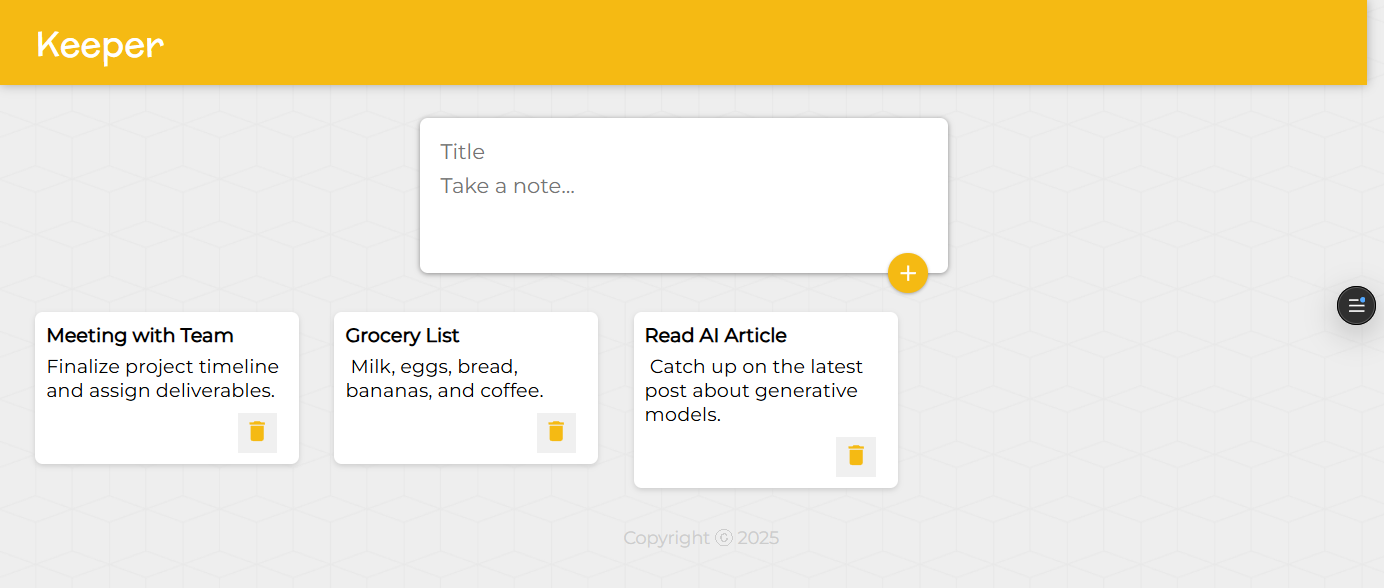 Keeper
Title
Take a note...
Meeting with Team
Finalize project timeline
and assign deliverables.
Grocery List
Milk, eggs, bread,
bananas, and coffee.
Read AI Article
Catch up on the latest
post about generative
models.
Copyright ⓒ 2025